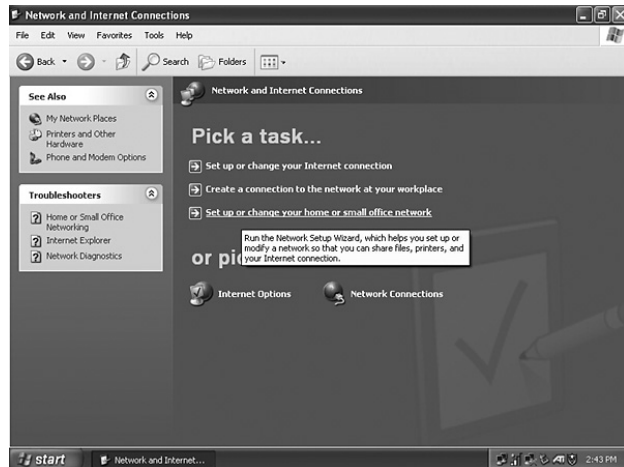 Network and Internet Connections
File Edit View Favorites Tools Help
Back Search Folders
See Also
My Network Places
Printers and Other
Hardware
Phone and Modem Options
Troubleshooters
Home or Small Office
Networking
Internet Explorer
Network Diagnostics
Network and Internet Connections
Pick a task...
Set up or change your Internet connection
Create a connection to the network at your workplace
Set up or change your home or small office network
Run the Network Setup Wizard, which helps you set up or
modify a network so that you can share files, printers, and
your Internet connection.
or pi
Internet Options Network Connections
start Network and Internet... ATI 2:43 PM